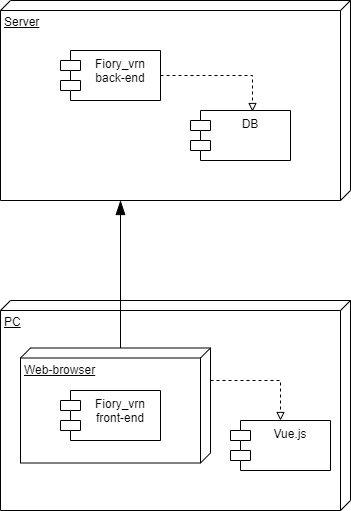 Server
Fiory_vrn
back-end
DB
PC
Web-browser
Fiory_vrn
front-end
Vue.js